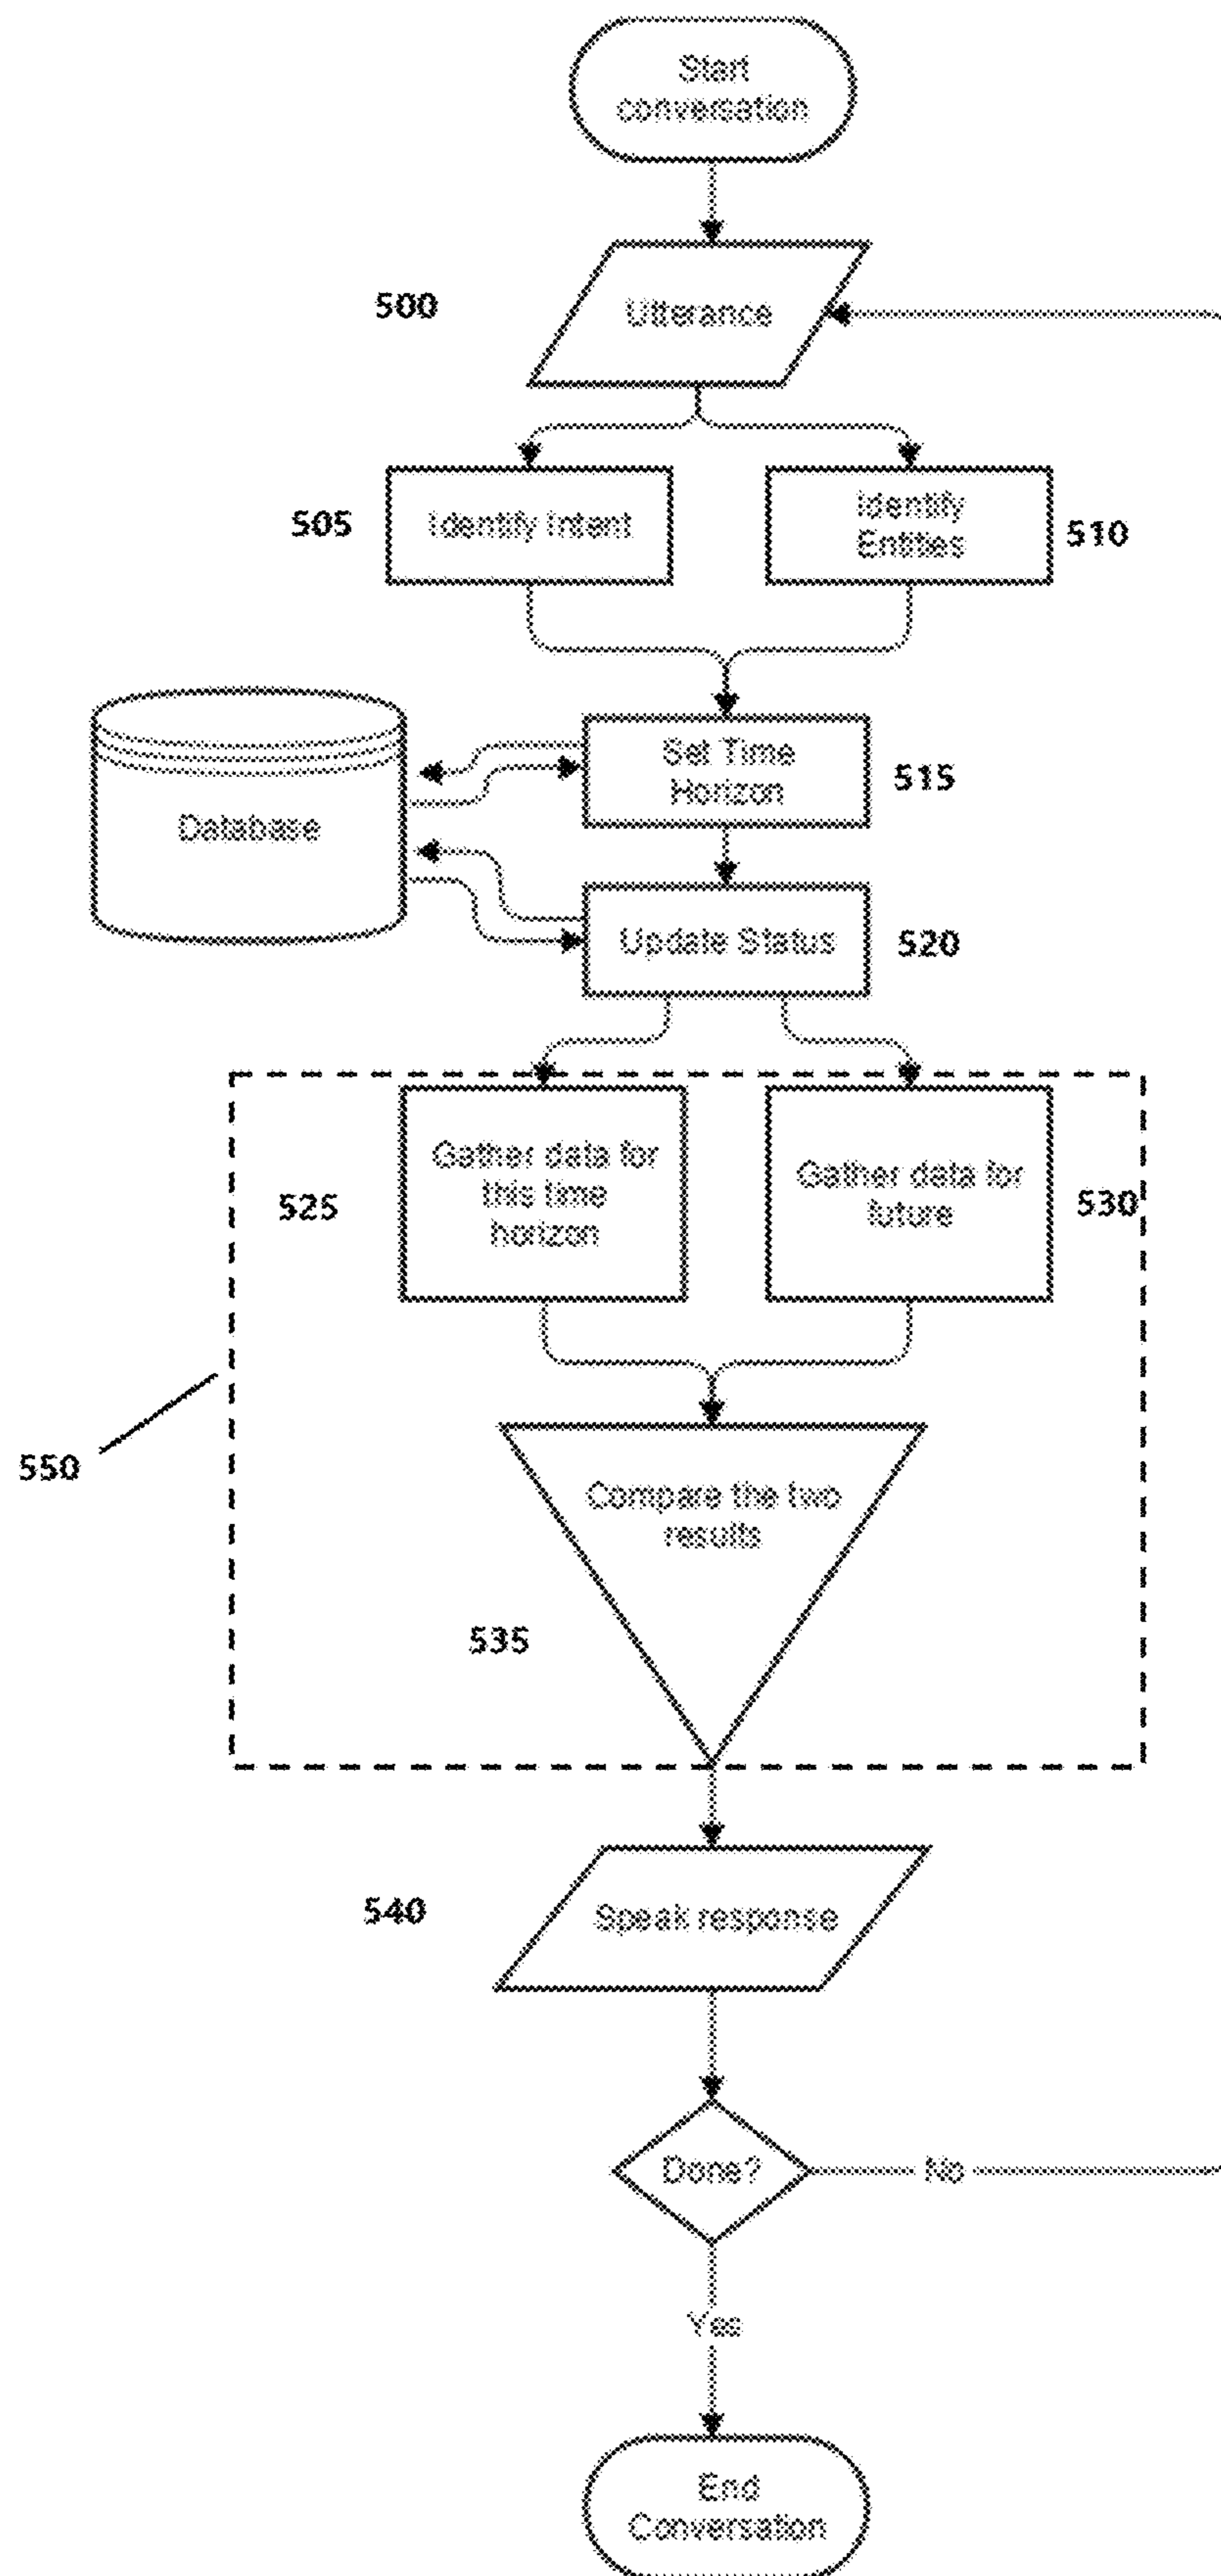 Start
conversation
500
Utterance
505
Identify Intent
Identify
Entities
510
Set Time
Horizon
515
Database
Update Status
520
525
Gather data for
this time
horizon
Gather data for
future
530
550
Compare the two
results
535
540
Speak response
Done?
No
Yes
End
Conversation